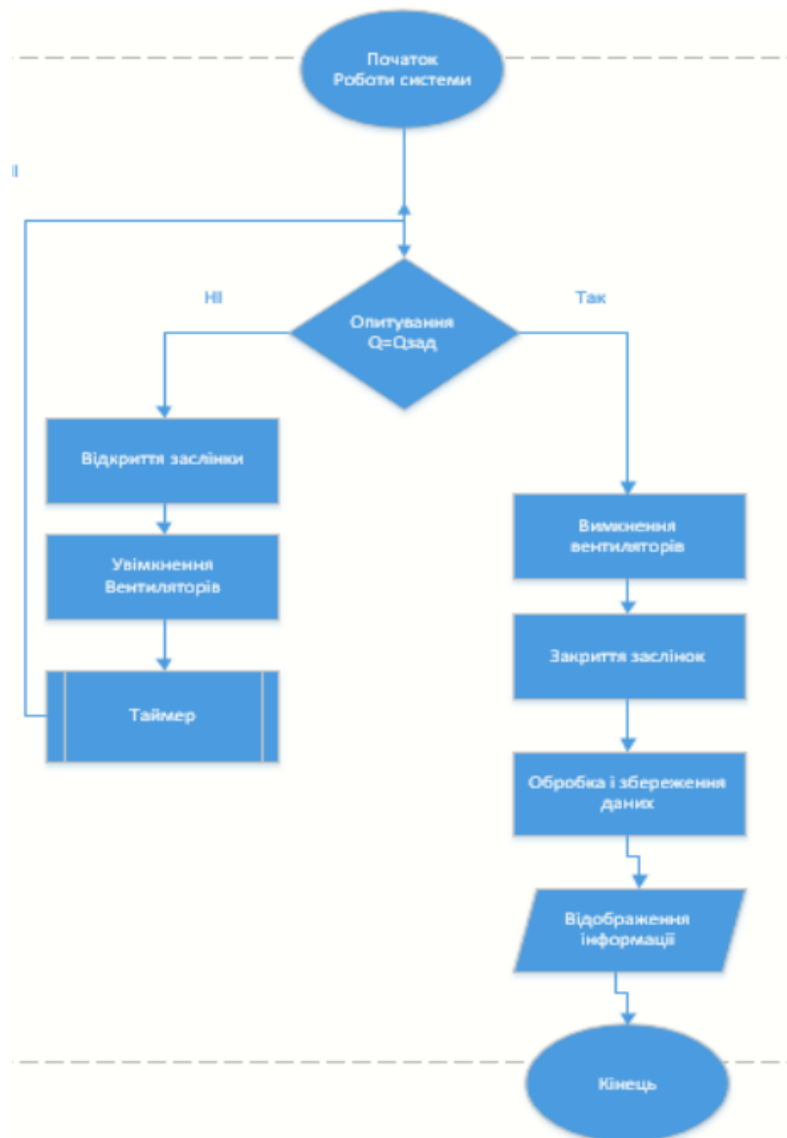 Початок
Роботи системи
НІ
Так
Опитування
Q=Qзад
Відкриття заслінки
Увімкнення
Вентиляторів
Таймер
Вимкнення
вентиляторів
Закриття заслінок
Обробка і збереження
даних
Відображення
інформації
Кінець